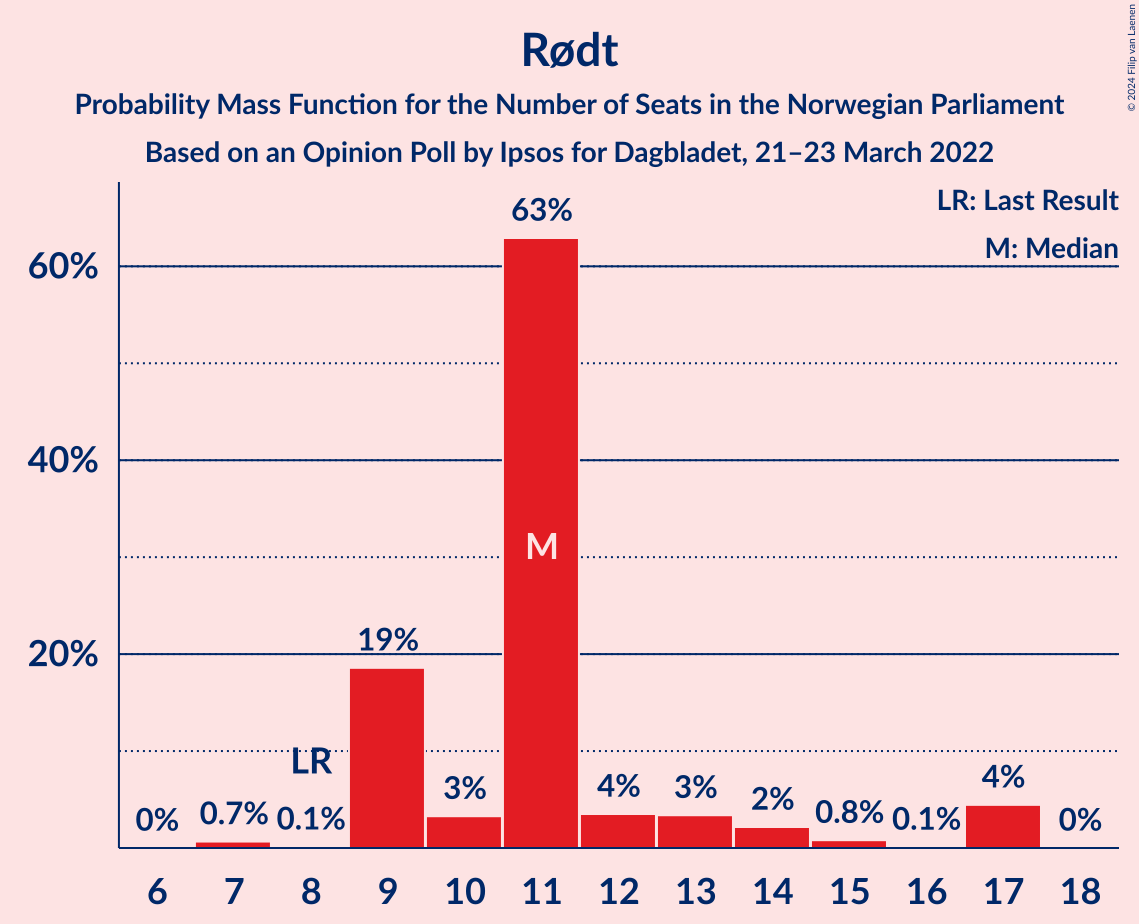 Rødt
Probability Mass Function for the Number of Seats in the Norwegian Parliament
Based on an Opinion Poll by Ipsos for Dagbladet, 21–23 March 2022
© 2024 Filip van Laenen
LR: Last Result
M: Median
60%
40%
20%
0%
0.7%
0.1%
LR
19%
3%
63%
M
4%
3%
2%
0.8%
0.1%
4%
0%
6 7 8 9 10 11 12 13 14 15 16 17 18